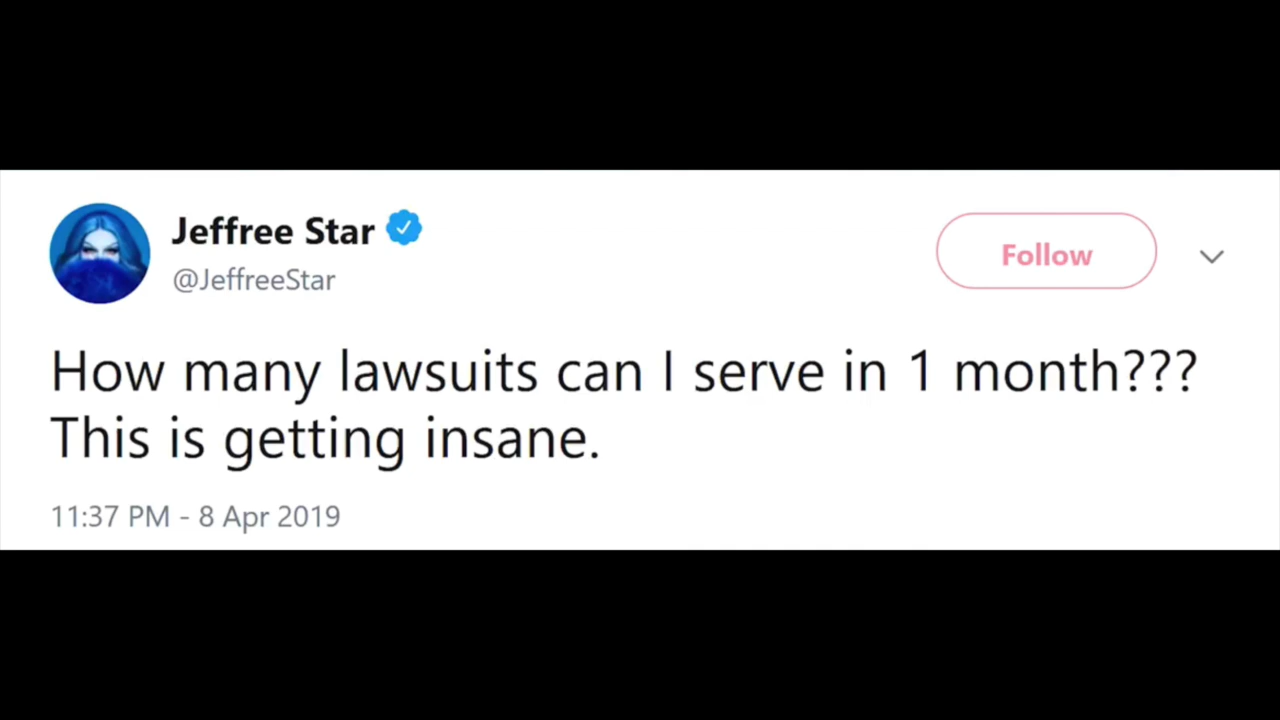 Jeffree Star
@JeffreeStar
Follow
How many lawsuits can I serve in 1 month???
This is getting insane.
11:37 PM - 8 Apr 2019